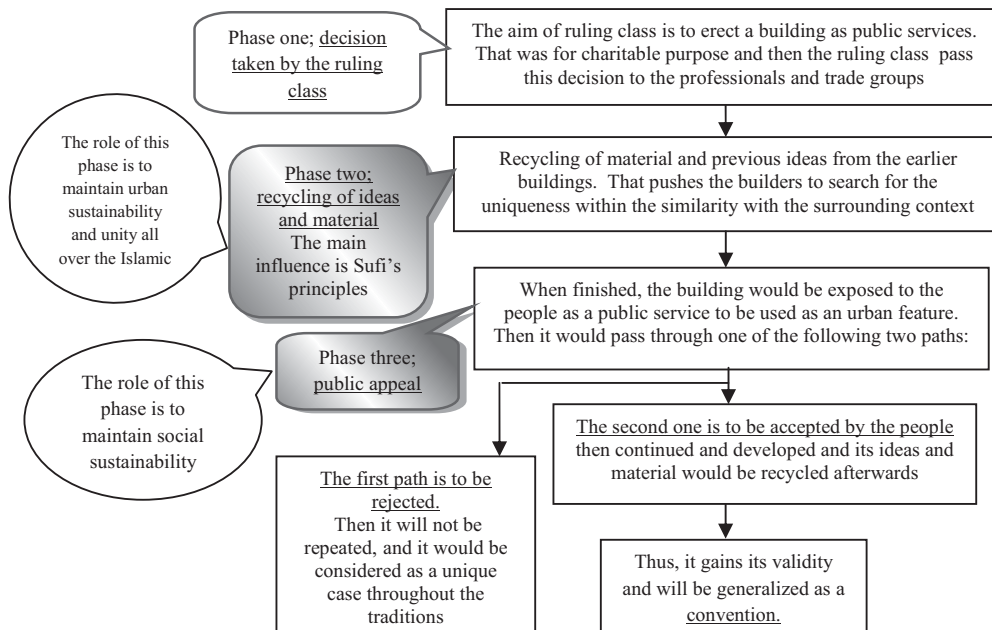 Phase one; decision
taken by the ruling
class
The aim of ruling class is to erect a building as public services.
That was for charitable purpose and then the ruling class pass
this decision to the professionals and trade groups
The role of this
phase is to
maintain urban
sustainability
and unity all
over the Islamic
Phase two;
recycling of ideas
and material
The main
influence is Sufi's
principles
Recycling of material and previous ideas from the earlier
buildings. That pushes the builders to search for the
uniqueness within the similarity with the surrounding context
When finished, the building would be exposed to the
people as a public service to be used as an urban feature.
Then it would pass through one of the following two paths:
Phase three;
public appeal
The role of this
phase is to
maintain social
sustainability
The first path is to be
rejected.
Then it will not be
repeated, and it would be
considered as a unique
case throughout the
traditions
The second one is to be accepted by the people
then continued and developed and its ideas and
material would be recycled afterwards
Thus, it gains its validity
and will be generalized as a
convention.